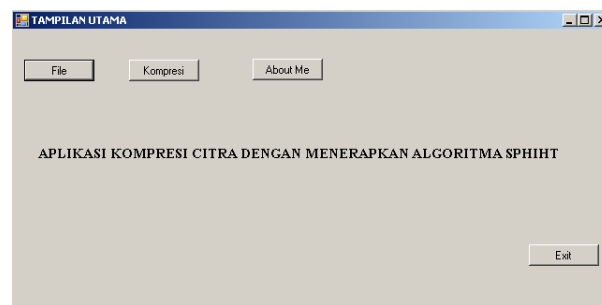 TAMPILAN UTAMA
File Kompresi About Me
APLIKASI KOMPRESI CITRA DENGAN MENERAPKAN ALGORITMA SPHIHT
Exit